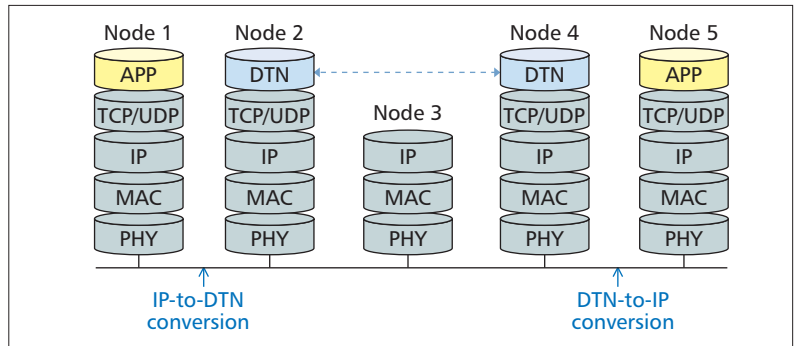 Node 1
Node 2
Node 4
Node 5
APP
DTN
DTN
APP
Node 3
TCP/UDP
TCP/UDP
TCP/UDP
TCP/UDP
IP
IP
IP
IP
IP
MAC
MAC
MAC
MAC
MAC
PHY
PHY
PHY
PHY
PHY
IP-to-DTN
conversion
DTN-to-IP
conversion